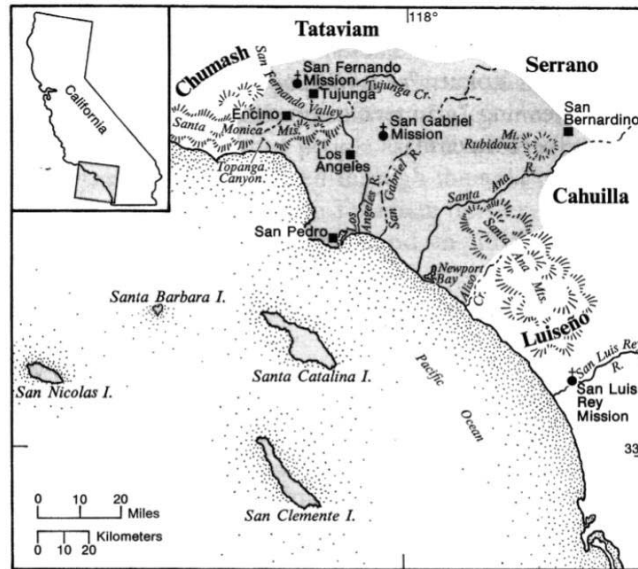 118°
Tataviam
Chumash
Serrano
San Fernando
Mission
Tujunga
Tujunga Cr.
San Fernando Valley
Encino
San Gabriel
Mission
San
Bernardino
Santa Monica Mts.
Topanga
Canyon
Los
Angeles
Mt.
Rubidoux
Los Angeles R.
San Gabriel R.
Santa Ana R.
Cahuilla
San Pedro
Santa Ana Mts.
Newport
Bay
Aliso Cr.
Luiseño
Santa Barbara I.
Santa Catalina I.
San Nicolas I.
San Clemente I.
Pacific
Ocean
San Luis Rey
R.
San Luis
Rey
Mission
33
California
0 10 20
Miles
0 10 20
Kilometers